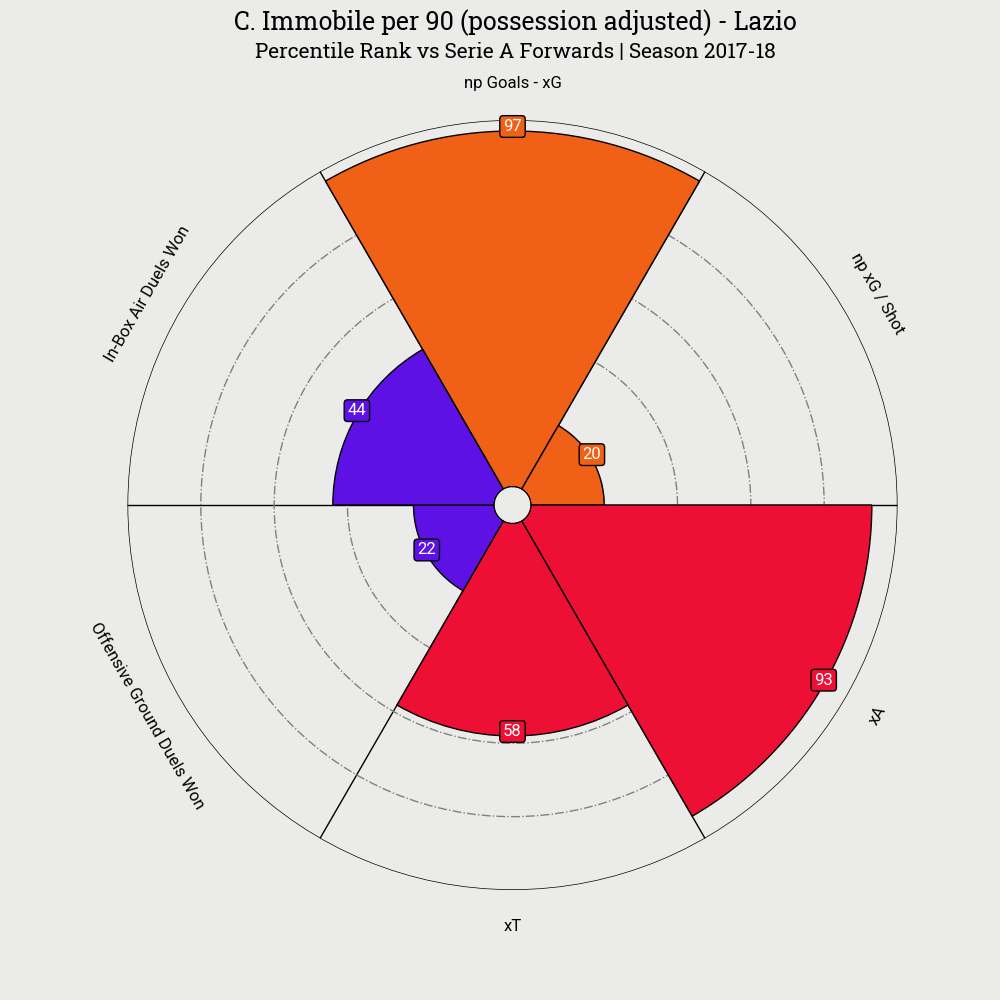 C. Immobile per 90 (possession adjusted) - Lazio
Percentile Rank vs Serie A Forwards | Season 2017-18
np Goals - xG
97
In-Box Air Duels Won
np xG / Shot
44
20
22
Offensive Ground Duels Won
93
xA
58
xT